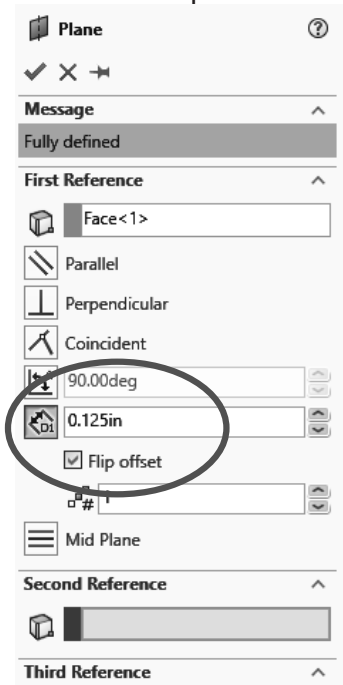 Plane
Message
Fully defined
First Reference
Face<1>
Parallel
Perpendicular
Coincident
90.00deg
D1 0.125in
Flip offset
# 1
Mid Plane
Second Reference
Third Reference